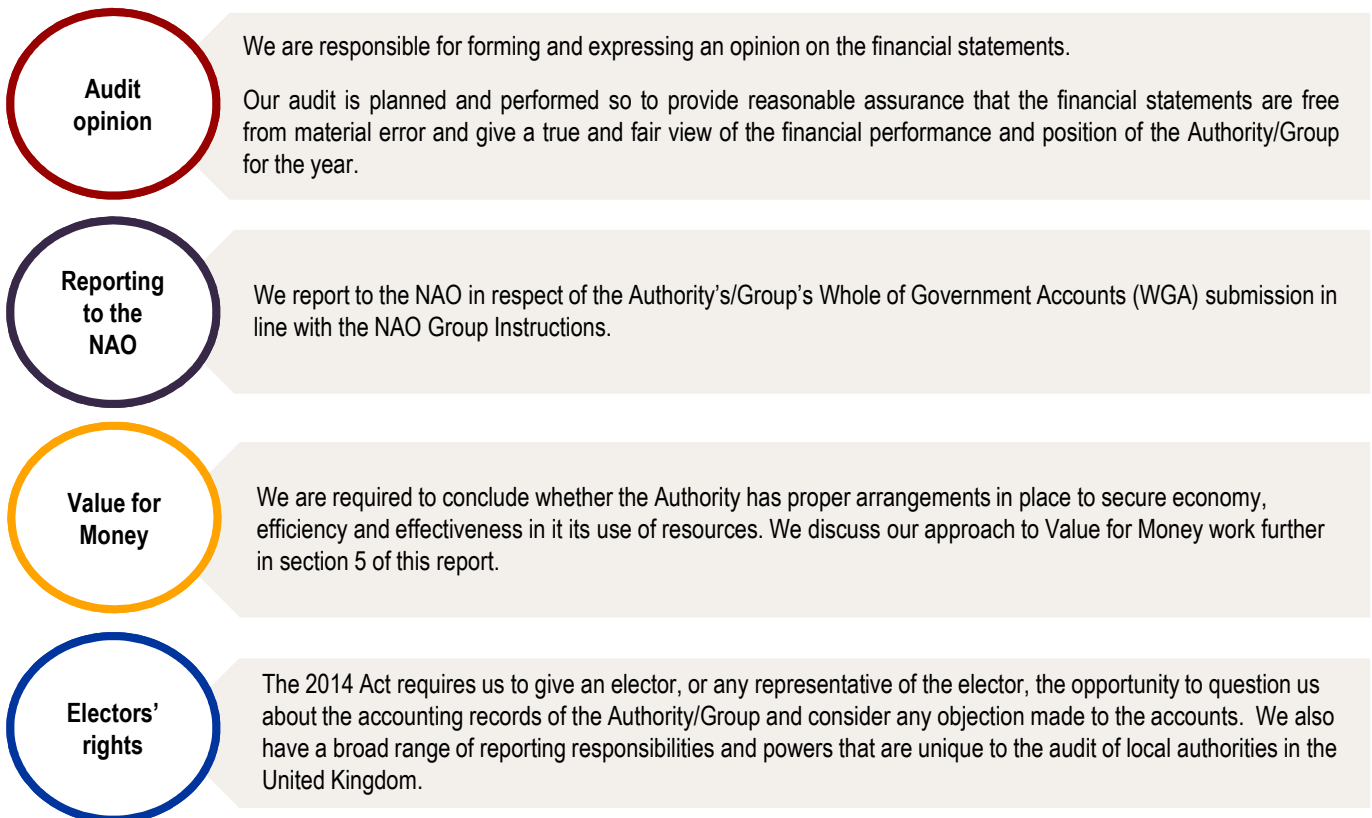 Audit
opinion
We are responsible for forming and expressing an opinion on the financial statements.
Our audit is planned and performed so to provide reasonable assurance that the financial statements are free
from material error and give a true and fair view of the financial performance and position of the Authority/Group
for the year.
Reporting
to the
NAO
We report to the NAO in respect of the Authority's/Group's Whole of Government Accounts (WGA) submission in
line with the NAO Group Instructions.
Value for
Money
We are required to conclude whether the Authority has proper arrangements in place to secure economy,
efficiency and effectiveness in it its use of resources. We discuss our approach to Value for Money work further
in section 5 of this report.
Electors'
rights
The 2014 Act requires us to give an elector, or any representative of the elector, the opportunity to question us
about the accounting records of the Authority/Group and consider any objection made to the accounts.  We also
have a broad range of reporting responsibilities and powers that are unique to the audit of local authorities in the
United Kingdom.